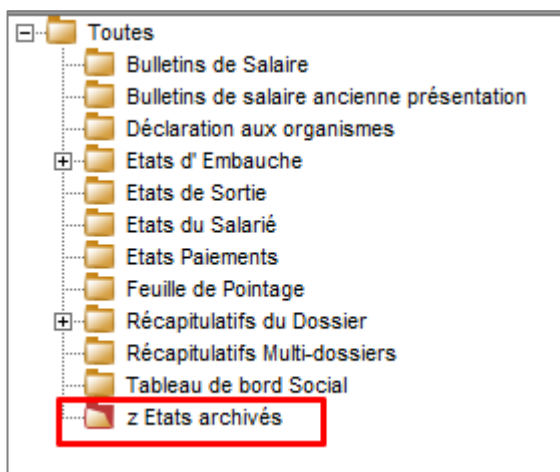 Toutes
Bulletins de Salaire
Bulletins de salaire ancienne présentation
Déclaration aux organismes
Etats d' Embauche
Etats de Sortie
Etats du Salarié
Etats Paiements
Feuille de Pointage
Récapitulatifs du Dossier
Récapitulatifs Multi-dossiers
Tableau de bord Social
z Etats archivés